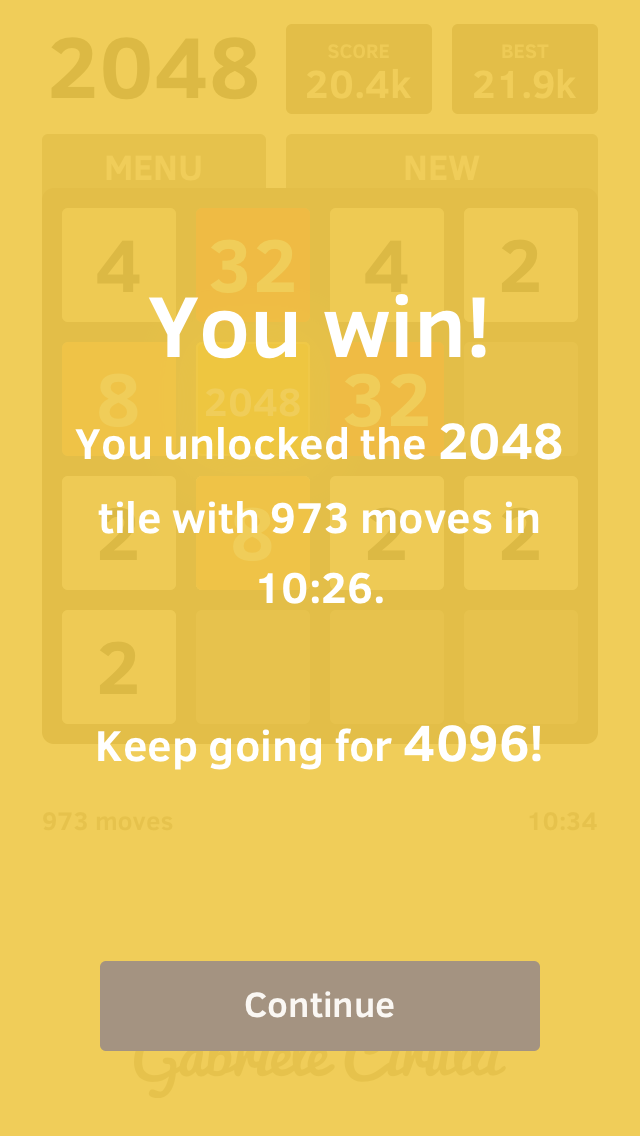 2048
SCORE
20.4k
BEST
21.9k
MENU
NEW
4 32 4 2
You win!
8 2048 32
You unlocked the 2048
tile with 973 moves in
2 8 2 2
10:26.
2
Keep going for 4096!
973 moves
10:34
Continue
Gabriele Cirulli